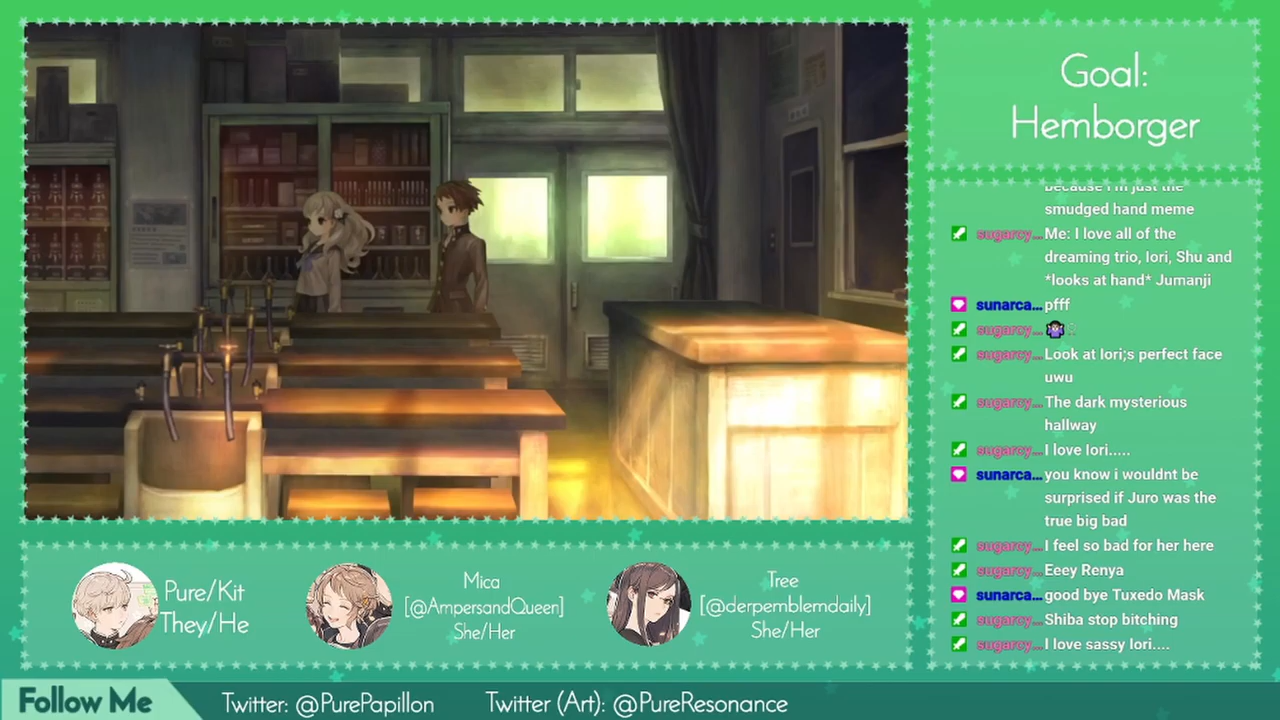 Goal:
Hemborger
because I'm just the
smudged hand meme
sugarcy... Me: I love all of the
dreaming trio, Iori, Shu and
*looks at hand* Jumanji
sunarca... pfff
sugarcy...
sugarcy... Look at Iori;s perfect face
uwu
sugarcy... The dark mysterious
hallway
sugarcy... I love Iori.....
sunarca... you know i wouldnt be
surprised if Juro was the
true big bad
sugarcy... I feel so bad for her here
sugarcy... Eeey Renya
sunarca... good bye Tuxedo Mask
sugarcy... Shiba stop bitching
sugarcy... I love sassy Iori....
Pure/Kit
They/He
Mica
[@AmpersandQueen]
She/Her
Tree
[@derpemblemdaily]
She/Her
Follow Me
Twitter: @PurePapillon
Twitter (Art): @PureResonance